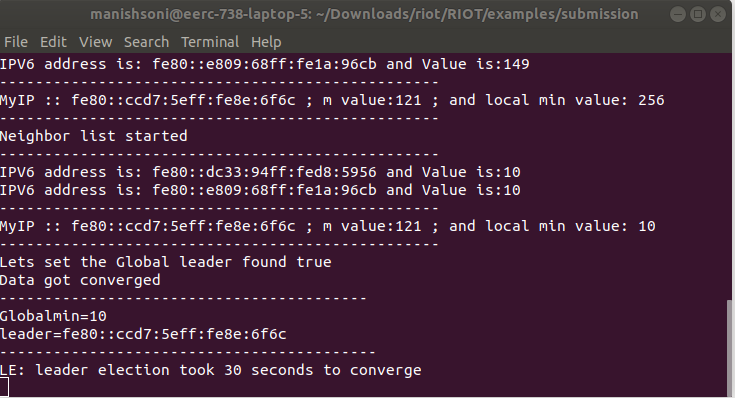 manishsoni@eerc-738-laptop-5: ~/Downloads/riot/RIOT/examples/submission
File Edit View Search Terminal Help
IPV6 address is: fe80::e809:68ff:fe1a:96cb and Value is:149
-------------------------------------------------
MyIP :: fe80::ccd7:5eff:fe8e:6f6c ; m value:121 ; and local min value: 256
-------------------------------------------------
Neighbor list started
-------------------------------------------------
IPV6 address is: fe80::dc33:94ff:fed8:5956 and Value is:10
IPV6 address is: fe80::e809:68ff:fe1a:96cb and Value is:10
-------------------------------------------------
MyIP :: fe80::ccd7:5eff:fe8e:6f6c ; m value:121 ; and local min value: 10
-------------------------------------------------
Lets set the Global leader found true
Data got converged
-----------------------------------------
Globalmin=10
leader=fe80::ccd7:5eff:fe8e:6f6c
------------------------------------------
LE: leader election took 30 seconds to converge